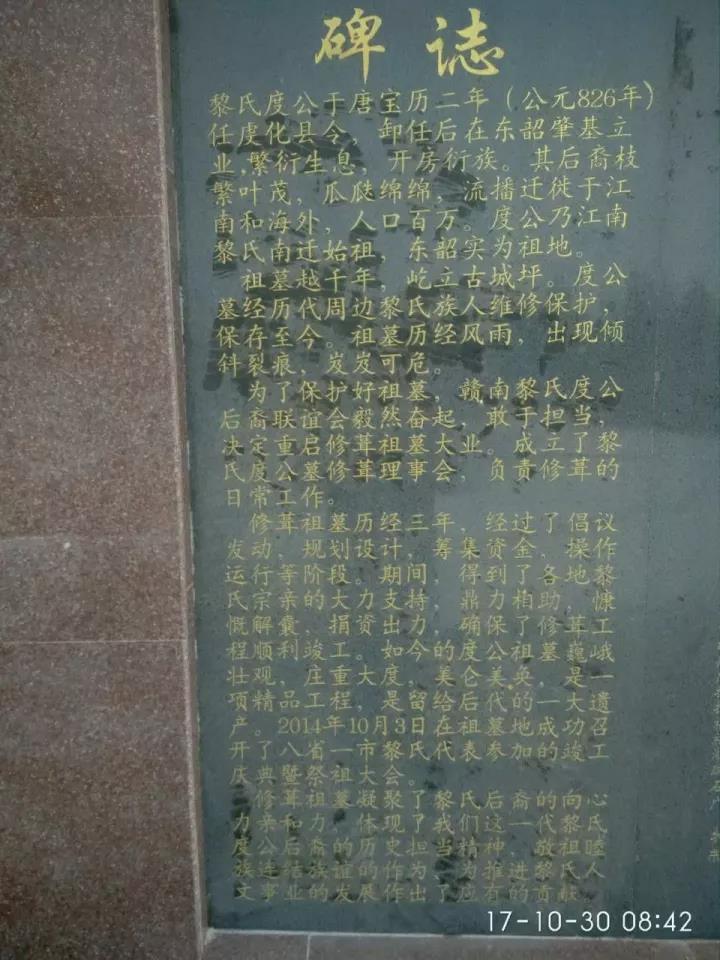 碑誌
黎氏度公于唐宝历二年（公元826年）
任虔化县令，卸任后在东韶肇基立
业，繁衍生息，开房衍族。其后裔枝
繁叶茂，瓜瓞绵绵，流播迁徙于江
南和海外，人口百万。度公乃江南
黎氏南迁始祖，东韶实为祖地。
祖墓越千年，屹立古城坪。度公
墓经历代周边黎氏族人维修保护，
保存至今。祖墓历经风雨，出现倾
斜裂痕，岌岌可危。
为了保护好祖墓，赣南黎氏度公
后裔联谊会毅然奋起，敢于担当，
决定重启修葺祖墓大业。成立了黎
氏度公墓修葺理事会，负责修葺的
日常工作。
修葺祖墓历经三年，经过了倡议
发动，规划设计，筹集资金，操作
运行等阶段。期间，得到了各地黎
氏宗亲的大力支持，鼎力相助，慷
慨解囊、捐资出力，确保了修葺工
程顺利竣工。如今的度公祖墓巍峨
壮观，庄重大度，美仑美奂，是一
项精品工程，是留给后代的一大遗
产。2014年10月3日在祖墓地成功召
开了八省一市黎氏代表参加的竣工
庆典暨祭祖大会。
修葺祖墓凝聚了黎氏后裔的向心
力亲和力，体现了我们这一代黎氏
度公后裔的历史担当精神，敬祖睦
族连结族谊的作为，为推进黎氏人
文事业的发展作出了应有的贡献。
17-10-30 08:42